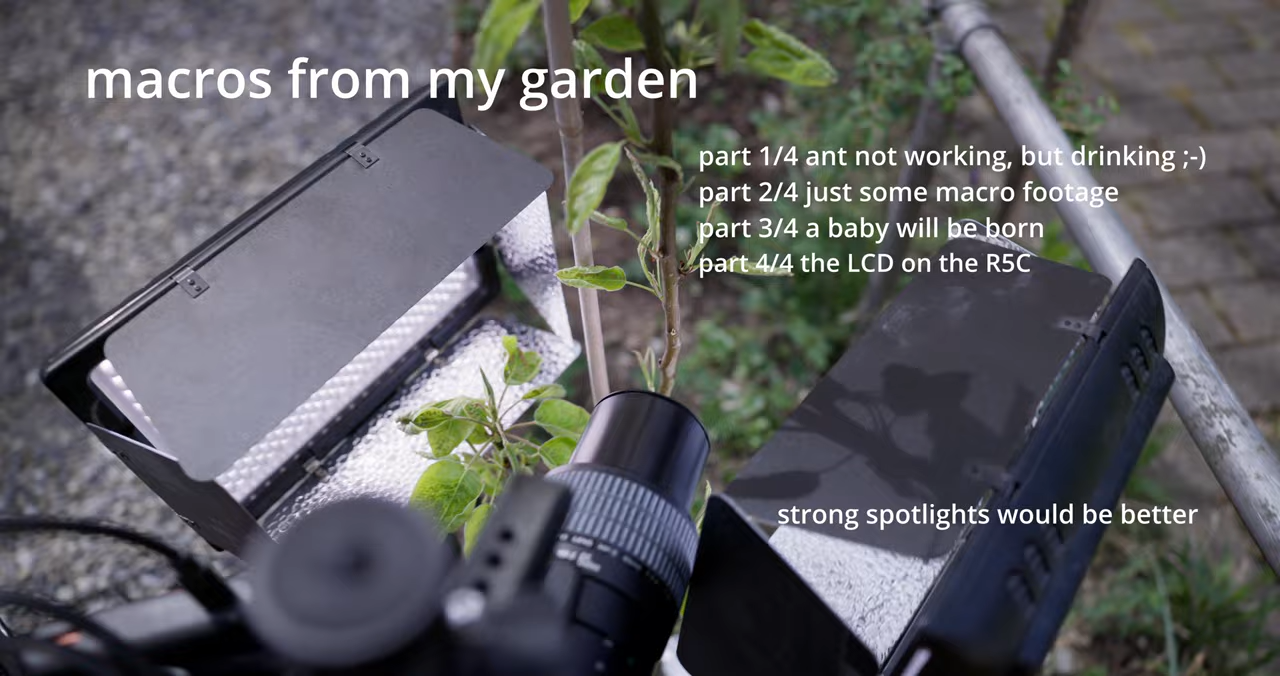 macros from my garden
part 1/4 ant not working, but drinking ;-)
part 2/4 just some macro footage
part 3/4 a baby will be born
part 4/4 the LCD on the R5C
strong spotlights would be better